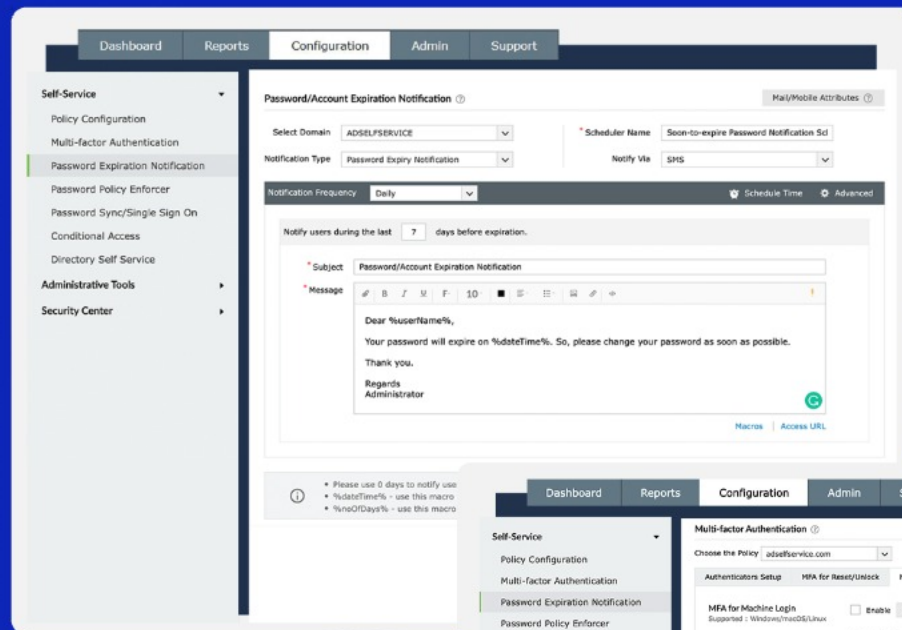 Dashboard Reports Configuration Admin Support
Self-Service
Policy Configuration
Multi-factor Authentication
Password Expiration Notification
Password Policy Enforcer
Password Sync/Single Sign On
Conditional Access
Directory Self Service
Administrative Tools
Security Center
Password/Account Expiration Notification
Mail/Mobile Attributes
Select Domain ADSELFSERVICE
* Scheduler Name Soon-to-expire Password Notification Scl
Notification Type Password Expiry Notification
Notify Via SMS
Notification Frequency Daily
Schedule Time Advanced
Notify users during the last 7 days before expiration.
* Subject Password/Account Expiration Notification
* Message
B I U F 10
Dear %userName%,
Your password will expire on %dateTime%. So, please change your password as soon as possible.
Thank you.
Regards
Administrator
Macros | Access URL
• Please use 0 days to notify use
• %dateTime% - use this macro
• %noOfDays% - use this macro
Dashboard Reports Configuration Admin S
Self-Service
Policy Configuration
Multi-factor Authentication
Password Expiration Notification
Password Policy Enforcer
Multi-factor Authentication
Choose the Policy adselfservice.com
Authenticators Setup MFA for Reset/Unlock
MFA for Machine Login Enable
Supported : Windows/macOS/Linux